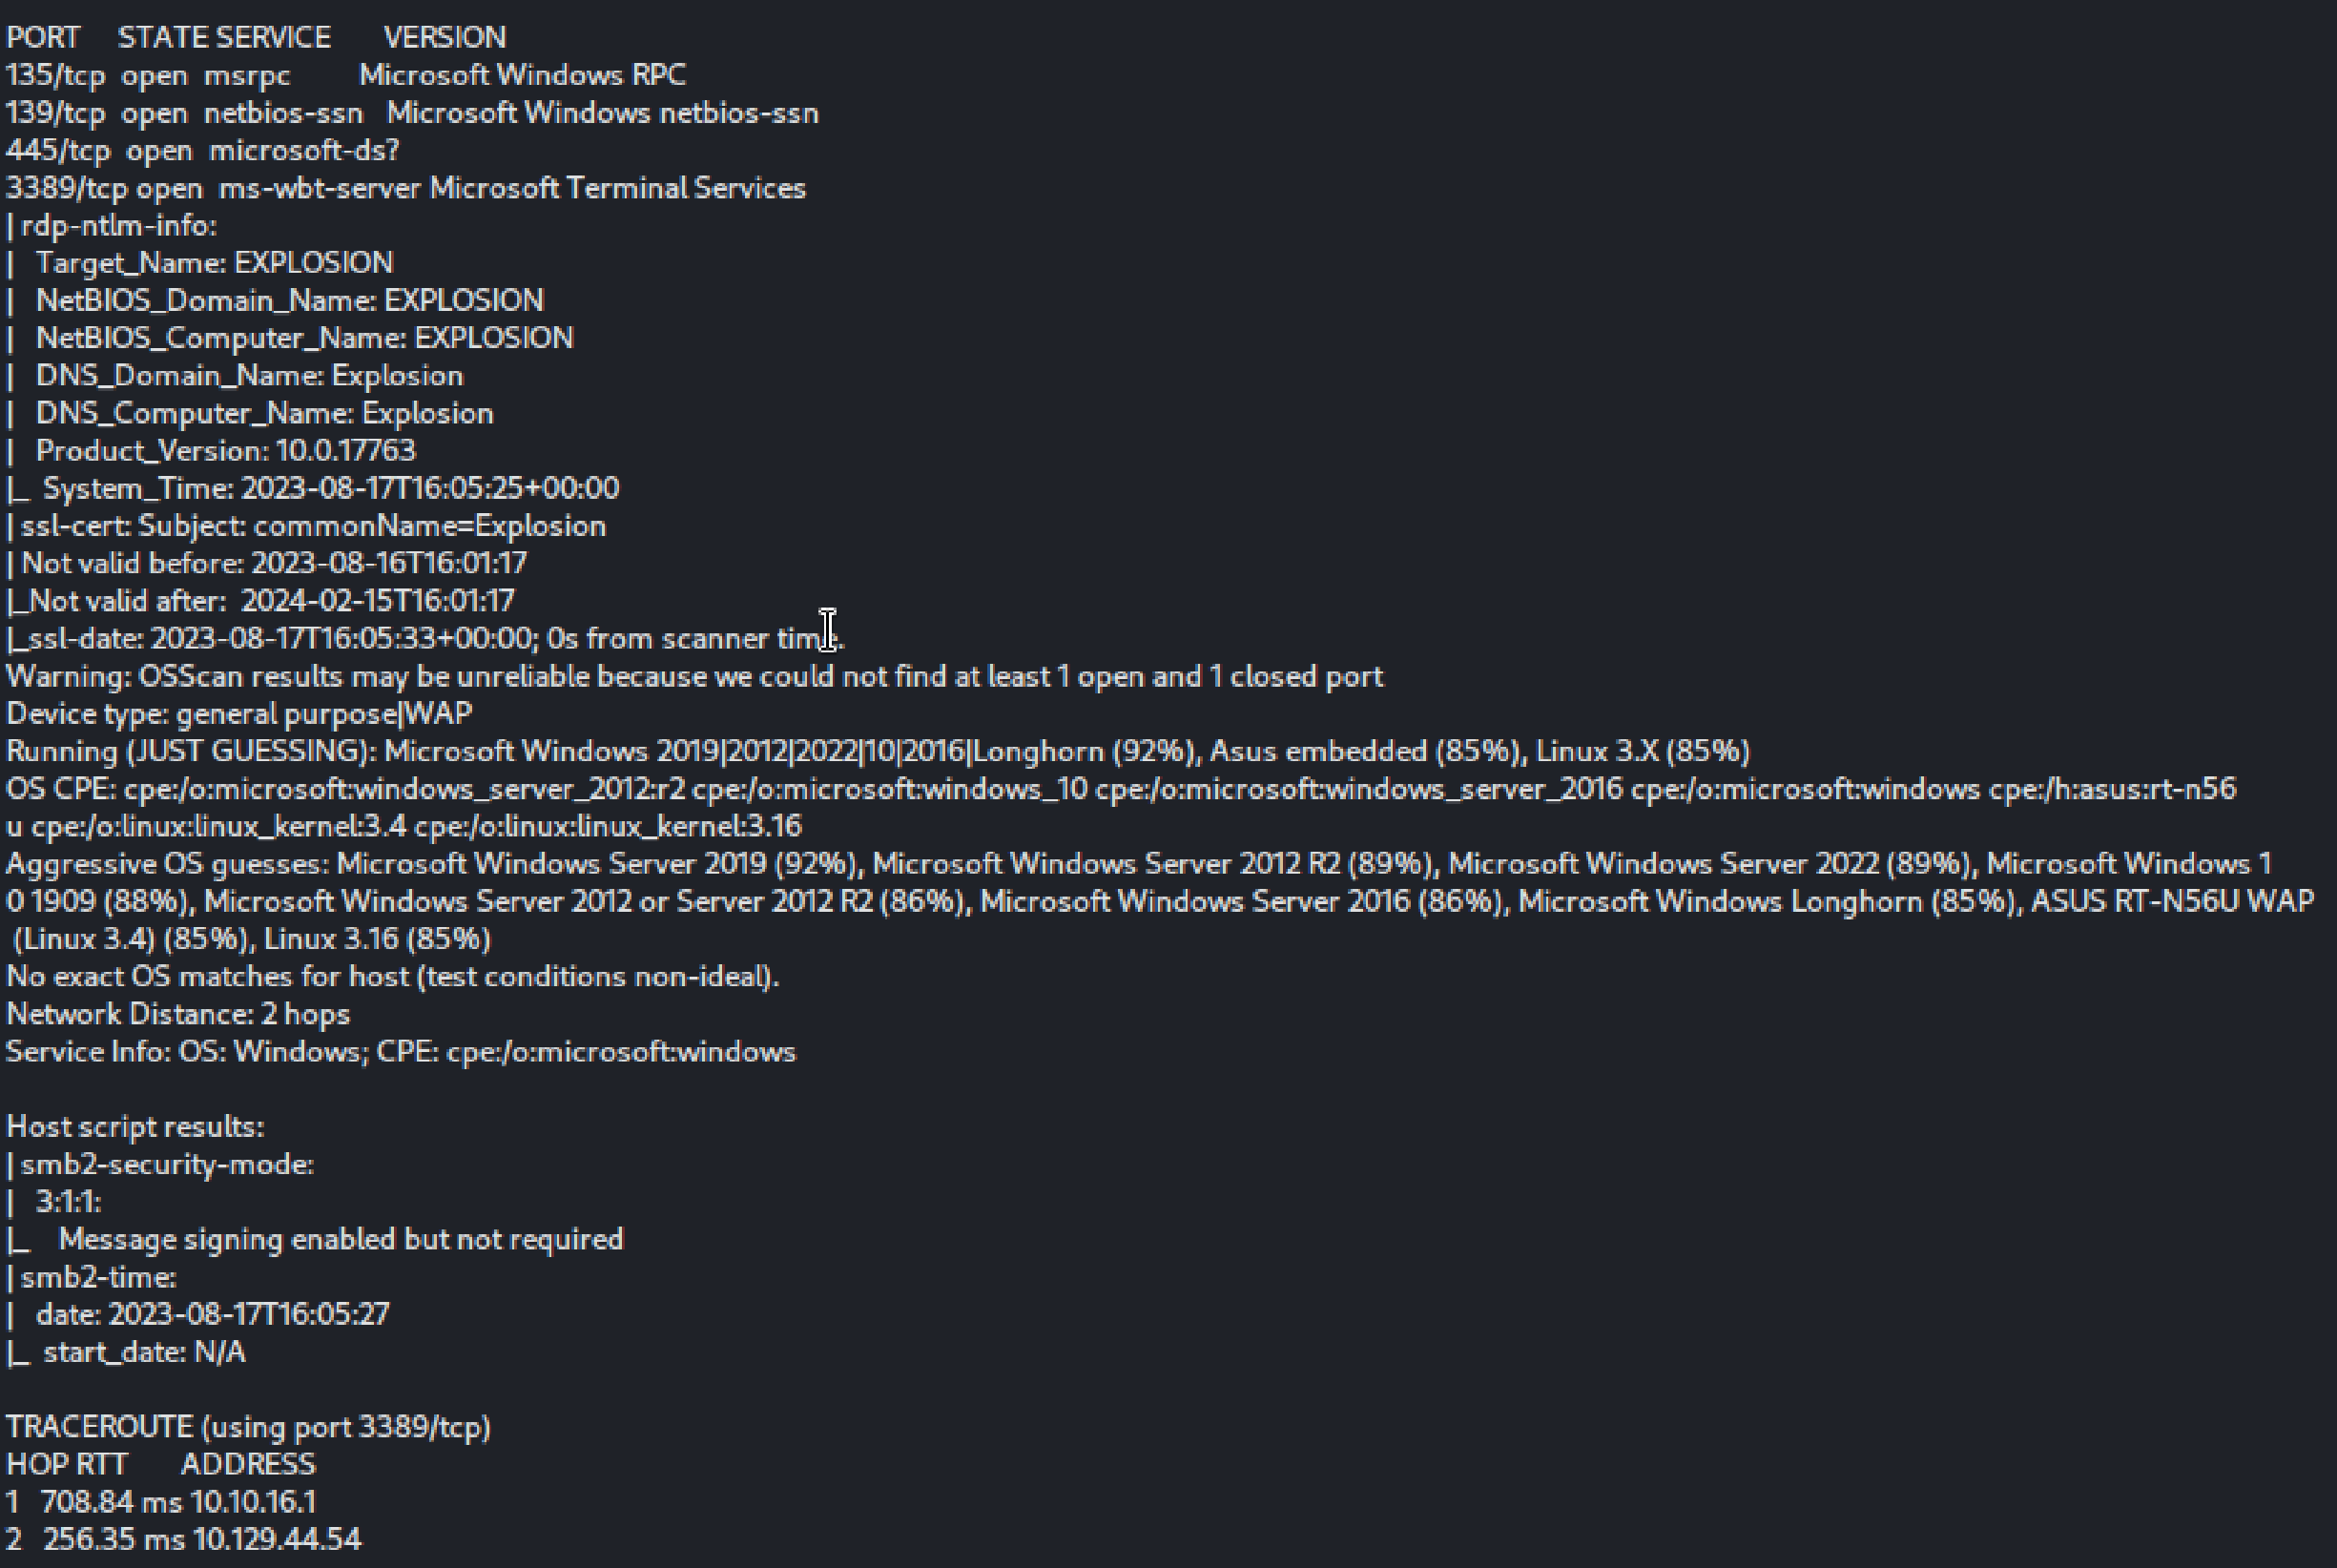 PORT     STATE SERVICE       VERSION
135/tcp  open  msrpc         Microsoft Windows RPC
139/tcp  open  netbios-ssn   Microsoft Windows netbios-ssn
445/tcp  open  microsoft-ds?
3389/tcp open  ms-wbt-server Microsoft Terminal Services
| rdp-ntlm-info:
|   Target_Name: EXPLOSION
|   NetBIOS_Domain_Name: EXPLOSION
|   NetBIOS_Computer_Name: EXPLOSION
|   DNS_Domain_Name: Explosion
|   DNS_Computer_Name: Explosion
|   Product_Version: 10.0.17763
|_  System_Time: 2023-08-17T16:05:25+00:00
| ssl-cert: Subject: commonName=Explosion
| Not valid before: 2023-08-16T16:01:17
|_Not valid after:  2024-02-15T16:01:17
|_ssl-date: 2023-08-17T16:05:33+00:00; 0s from scanner time.
Warning: OSScan results may be unreliable because we could not find at least 1 open and 1 closed port
Device type: general purpose|WAP
Running (JUST GUESSING): Microsoft Windows 2019|2012|2022|10|2016|Longhorn (92%), Asus embedded (85%), Linux 3.X (85%)
OS CPE: cpe:/o:microsoft:windows_server_2012:r2 cpe:/o:microsoft:windows_10 cpe:/o:microsoft:windows_server_2016 cpe:/o:microsoft:windows cpe:/h:asus:rt-n56
u cpe:/o:linux:linux_kernel:3.4 cpe:/o:linux:linux_kernel:3.16
Aggressive OS guesses: Microsoft Windows Server 2019 (92%), Microsoft Windows Server 2012 R2 (89%), Microsoft Windows Server 2022 (89%), Microsoft Windows 1
0 1909 (88%), Microsoft Windows Server 2012 or Server 2012 R2 (86%), Microsoft Windows Server 2016 (86%), Microsoft Windows Longhorn (85%), ASUS RT-N56U WAP
 (Linux 3.4) (85%), Linux 3.16 (85%)
No exact OS matches for host (test conditions non-ideal).
Network Distance: 2 hops
Service Info: OS: Windows; CPE: cpe:/o:microsoft:windows

Host script results:
| smb2-security-mode:
|   3:1:1:
|_    Message signing enabled but not required
| smb2-time:
|   date: 2023-08-17T16:05:27
|_  start_date: N/A

TRACEROUTE (using port 3389/tcp)
HOP RTT       ADDRESS
1   708.84 ms 10.10.16.1
2   256.35 ms 10.129.44.54